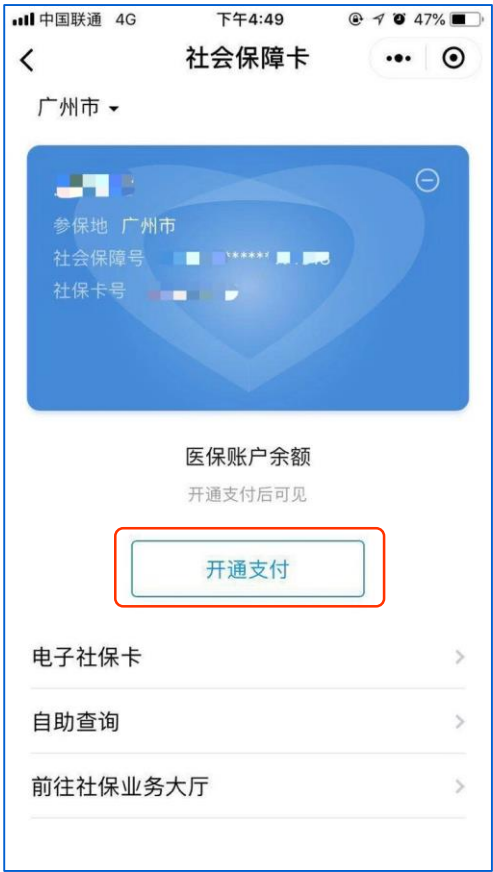 中国联通 4G 下午4:49 47%
社会保障卡
广州市
参保地 广州市
社会保障号 ******
社保卡号
医保账户余额
开通支付后可见
开通支付
电子社保卡
自助查询
前往社保业务大厅